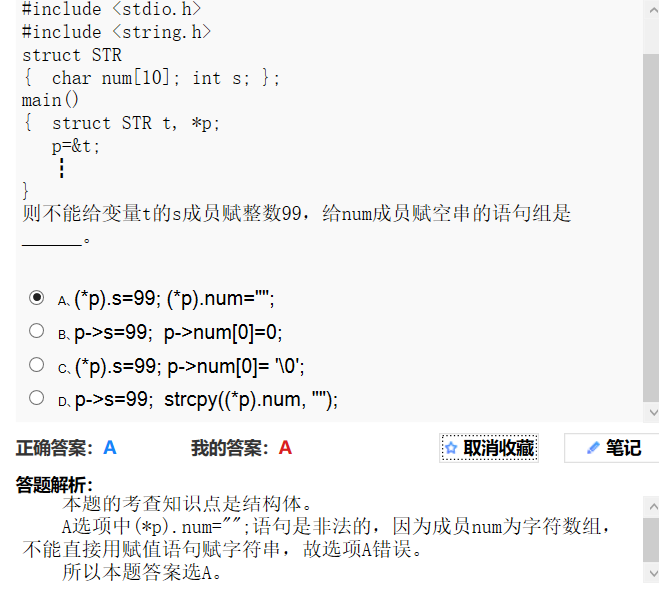 #include <stdio.h>
#include <string.h>
struct STR
{  char num[10]; int s; };
main()
{  struct STR t, *p;
p=&t;
┇
}
则不能给变量t的s成员赋整数99，给num成员赋空串的语句组是
______。
A、(*p).s=99; (*p).num="";
B、p->s=99;  p->num[0]=0;
C、(*p).s=99; p->num[0]= '\0';
D、p->s=99;  strcpy((*p).num, "");
正确答案：A 我的答案：A 取消收藏 笔记
答题解析：
本题的考查知识点是结构体。
A选项中(*p).num="";语句是非法的，因为成员num为字符数组，
不能直接用赋值语句赋字符串，故选项A错误。
所以本题答案选A。